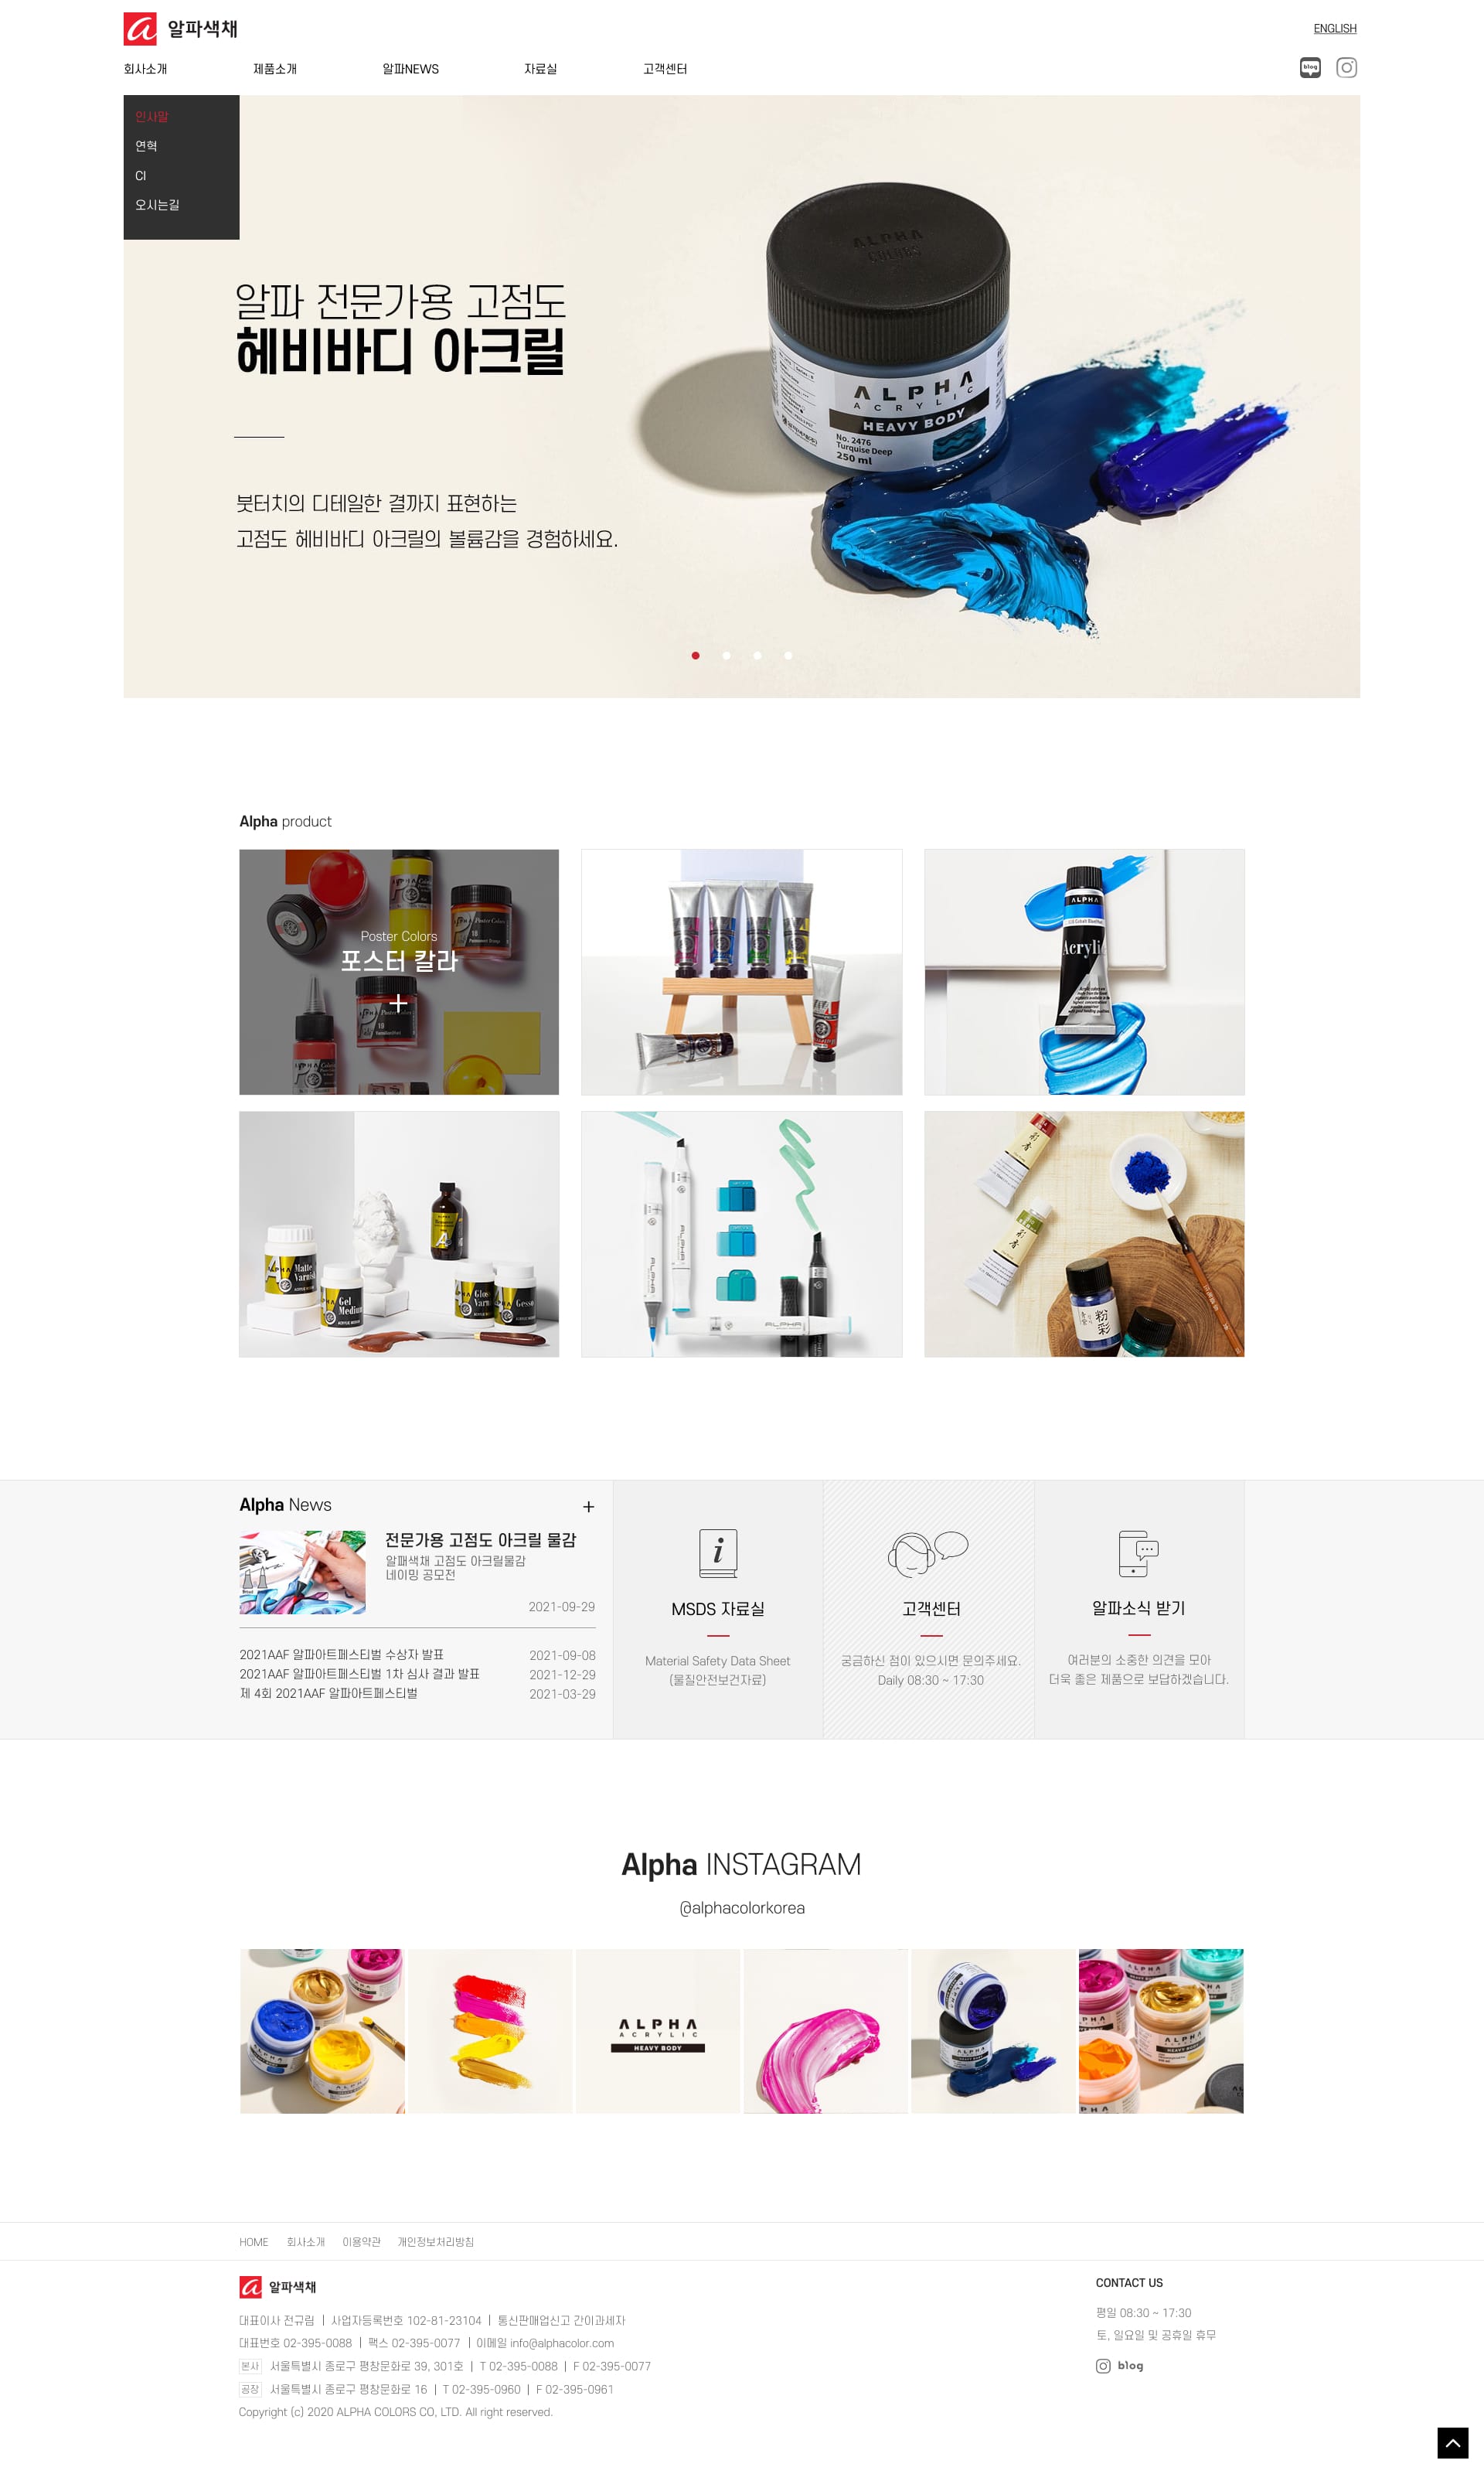 알파색채
ENGLISH
회사소개
제품소개
알파NEWS
자료실
고객센터
blog
인사말
연혁
CI
오시는길
알파 전문가용 고점도
헤비바디 아크릴
붓터치의 디테일한 결까지 표현하는
고점도 헤비바디 아크릴의 볼륨감을 경험하세요.
ALPHA
COLORS
ALPHA
ACRYLIC
HEAVY BODY
No. 2476
Turquise Deep
250 ml
Alpha product
Poster Colors
포스터 칼라
ALPHA
Acrylic
Matte
Varnish
Gel
Medium
Gesso
ALPHA
ALPHA
ALPHA
彩香
彩香
粉彩
Alpha News
전문가용 고점도 아크릴 물감
알패색채 고점도 아크릴물감
네이밍 공모전
2021-09-29
2021AAF 알파아트페스티벌 수상자 발표 2021-09-08
2021AAF 알파아트페스티벌 1차 심사 결과 발표 2021-12-29
제 4회 2021AAF 알파아트페스티벌 2021-03-29
MSDS 자료실
Material Safety Data Sheet
(물질안전보건자료)
고객센터
궁금하신 점이 있으시면 문의주세요.
Daily 08:30 ~ 17:30
알파소식 받기
여러분의 소중한 의견을 모아
더욱 좋은 제품으로 보답하겠습니다.
Alpha INSTAGRAM
@alphacolorkorea
ALPHA
ACRYLIC
HEAVY BODY
HOME
회사소개
이용약관
개인정보처리방침
알파색채
대표이사 전규림 | 사업자등록번호 102-81-23104 | 통신판매업신고 간이과세자
대표번호 02-395-0088 | 팩스 02-395-0077 | 이메일 info@alphacolor.com
본사 서울특별시 종로구 평창문화로 39, 301호 | T 02-395-0088 | F 02-395-0077
공장 서울특별시 종로구 평창문화로 16 | T 02-395-0960 | F 02-395-0961
Copyright (c) 2020 ALPHA COLORS CO, LTD. All right reserved.
CONTACT US
평일 08:30 ~ 17:30
토, 일요일 및 공휴일 휴무
blog